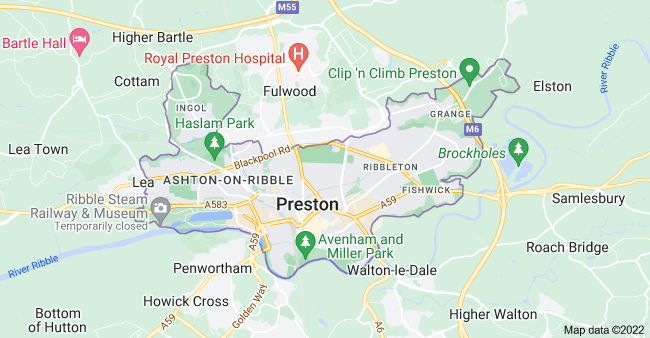 M55
Higher Bartle
Bartle Hall
Royal Preston Hospital
H
Clip 'n Climb Preston
Cottam
Fulwood
Elston
River Ribble
INGOL
GRANGE
Haslam Park
M6
Lea Town
Blackpool Rd
Brockholes
RIBBLETON
Lea
ASHTON-ON-RIBBLE
FISHWICK
Ribble Steam
Railway & Museum
Temporarily closed
A583
Preston
A59
Samlesbury
A59
Avenham and
Miller Park
Roach Bridge
River Ribble
Penwortham
Walton-le-Dale
Howick Cross
Golden Way
Bottom
of Hutton
A59
A6
Higher Walton
Map data ©2022